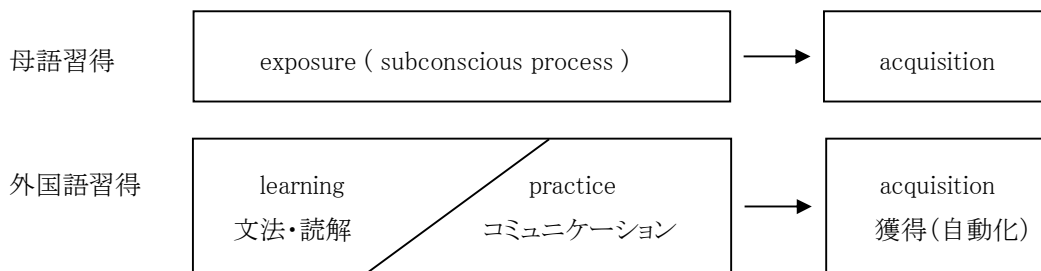 母語習得
exposure ( subconscious process )
acquisition
外国語習得
learning
文法・読解
practice
コミュニケーション
acquisition
獲得(自動化)